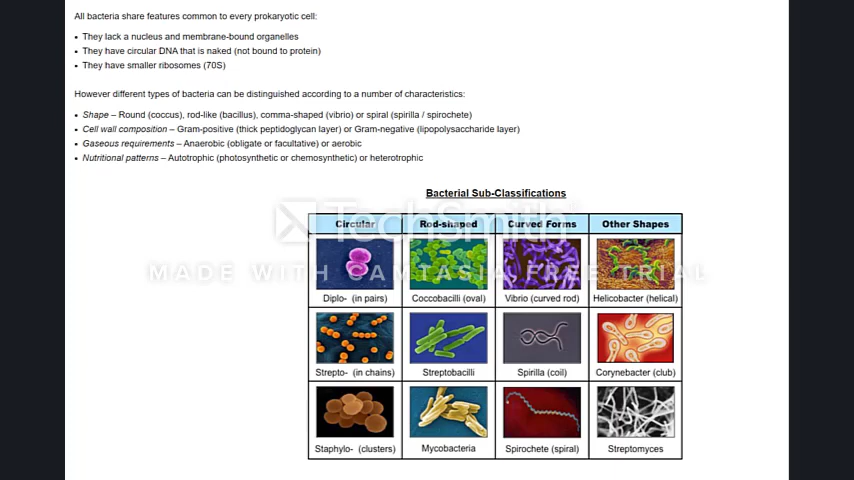 All bacteria share features common to every prokaryotic cell:
They lack a nucleus and membrane-bound organelles
They have circular DNA that is naked (not bound to protein)
They have smaller ribosomes (70S)
However different types of bacteria can be distinguished according to a number of characteristics:
Shape – Round (coccus), rod-like (bacillus), comma-shaped (vibrio) or spiral (spirilla / spirochete)
Cell wall composition – Gram-positive (thick peptidoglycan layer) or Gram-negative (lipopolysaccharide layer)
Gaseous requirements – Anaerobic (obligate or facultative) or aerobic
Nutritional patterns – Autotrophic (photosynthetic or chemosynthetic) or heterotrophic
Bacterial Sub-Classifications
TechSmith
Circular Rod-shaped Curved Forms Other Shapes
MADE WITH CAMTASIA FREE TRIAL
Diplo- (in pairs) Coccobacilli (oval) Vibrio (curved rod) Helicobacter (helical)
Strepto- (in chains) Streptobacilli Spirilla (coil) Corynebacter (club)
Staphylo- (clusters) Mycobacteria Spirochete (spiral) Streptomyces